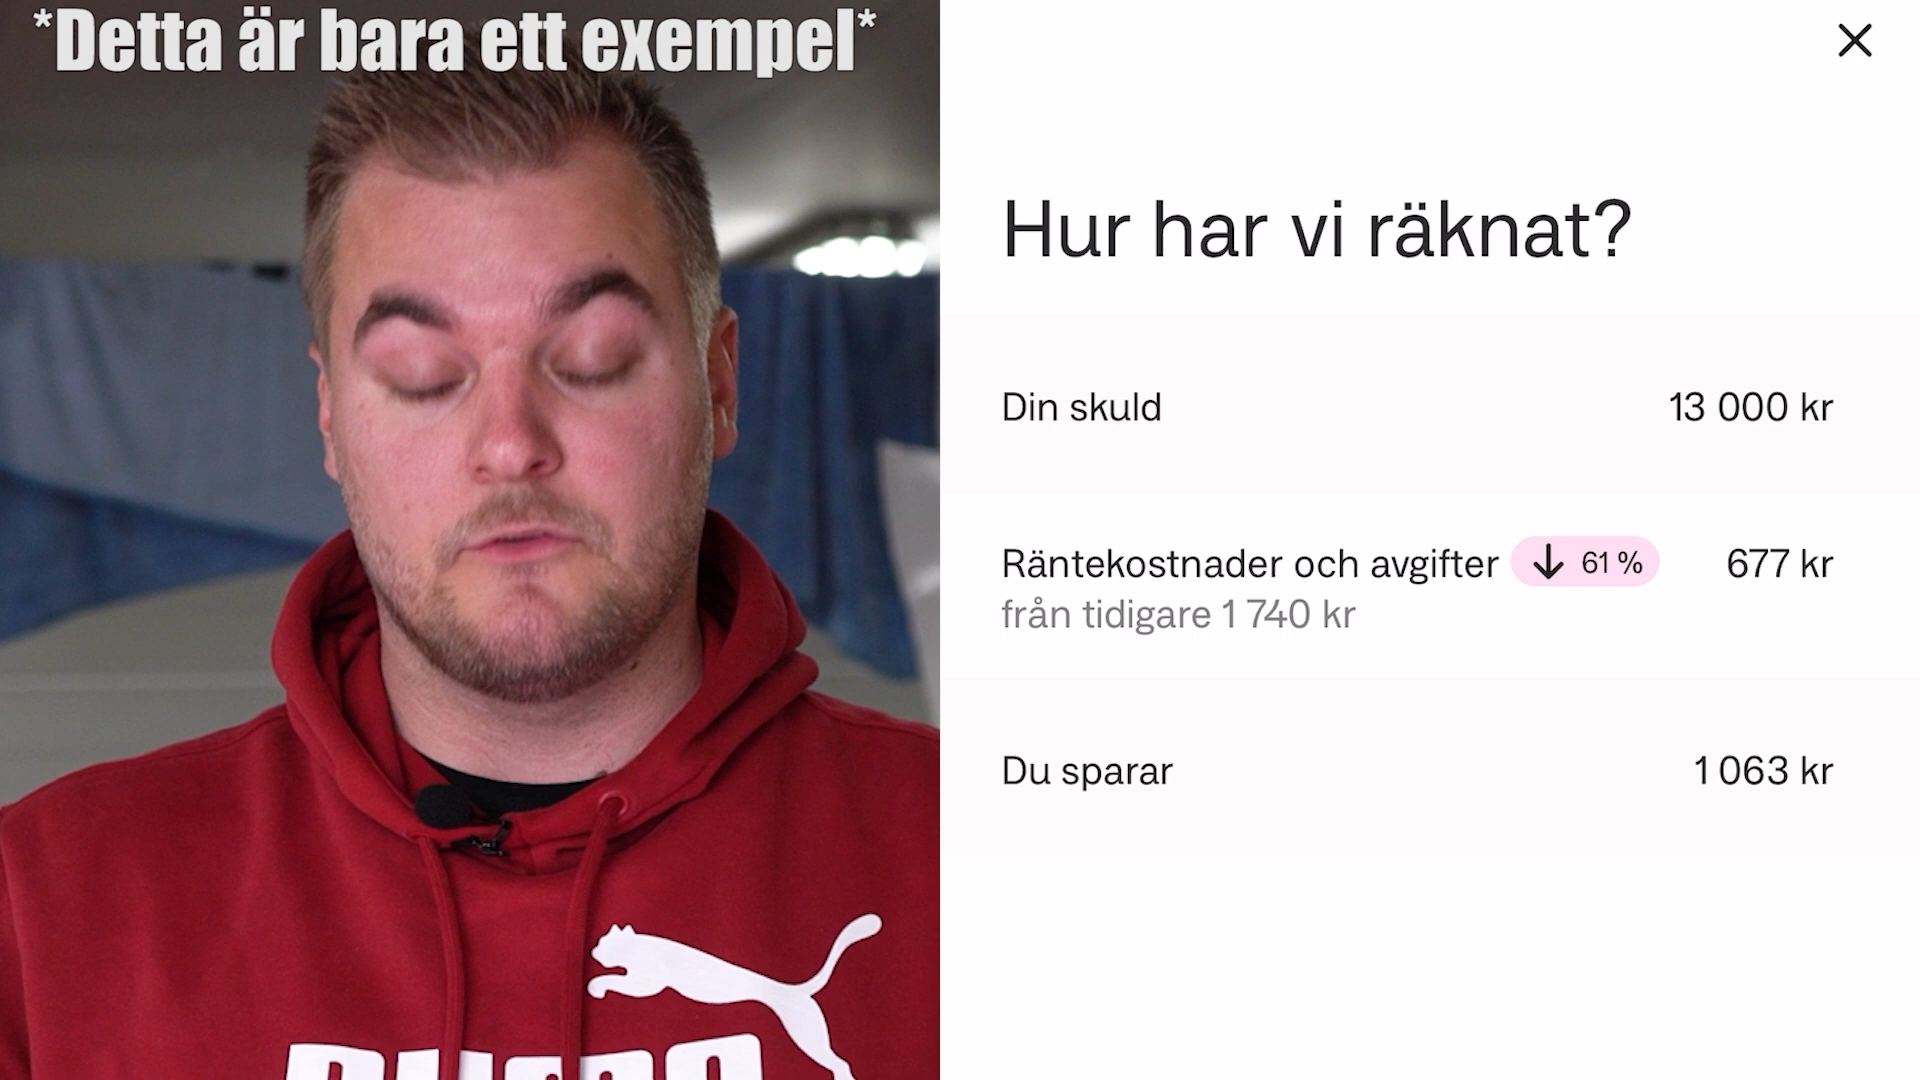 *Detta är bara ett exempel*
Hur har vi räknat?
Din skuld 13 000 kr
Räntekostnader och avgifter 61 % 677 kr
från tidigare 1 740 kr
Du sparar 1 063 kr